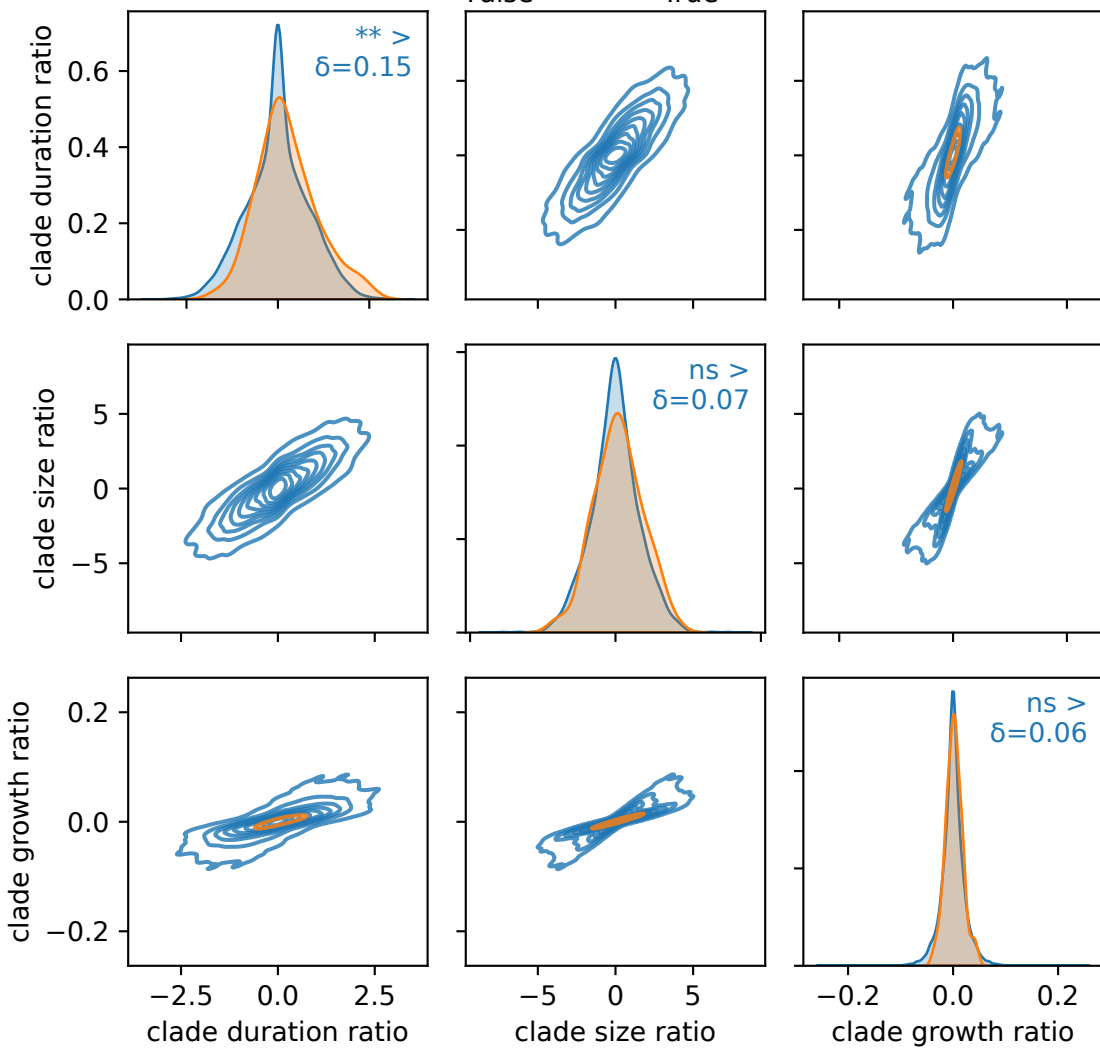 False True
clade duration ratio
0.6
0.4
0.2
0.0
** >
δ=0.15
clade size ratio
5
0
−5
ns >
δ=0.07
clade growth ratio
0.2
0.0
−0.2
ns >
δ=0.06
−2.5 0.0 2.5
−5 0 5
−0.2 0.0 0.2
clade duration ratio
clade size ratio
clade growth ratio